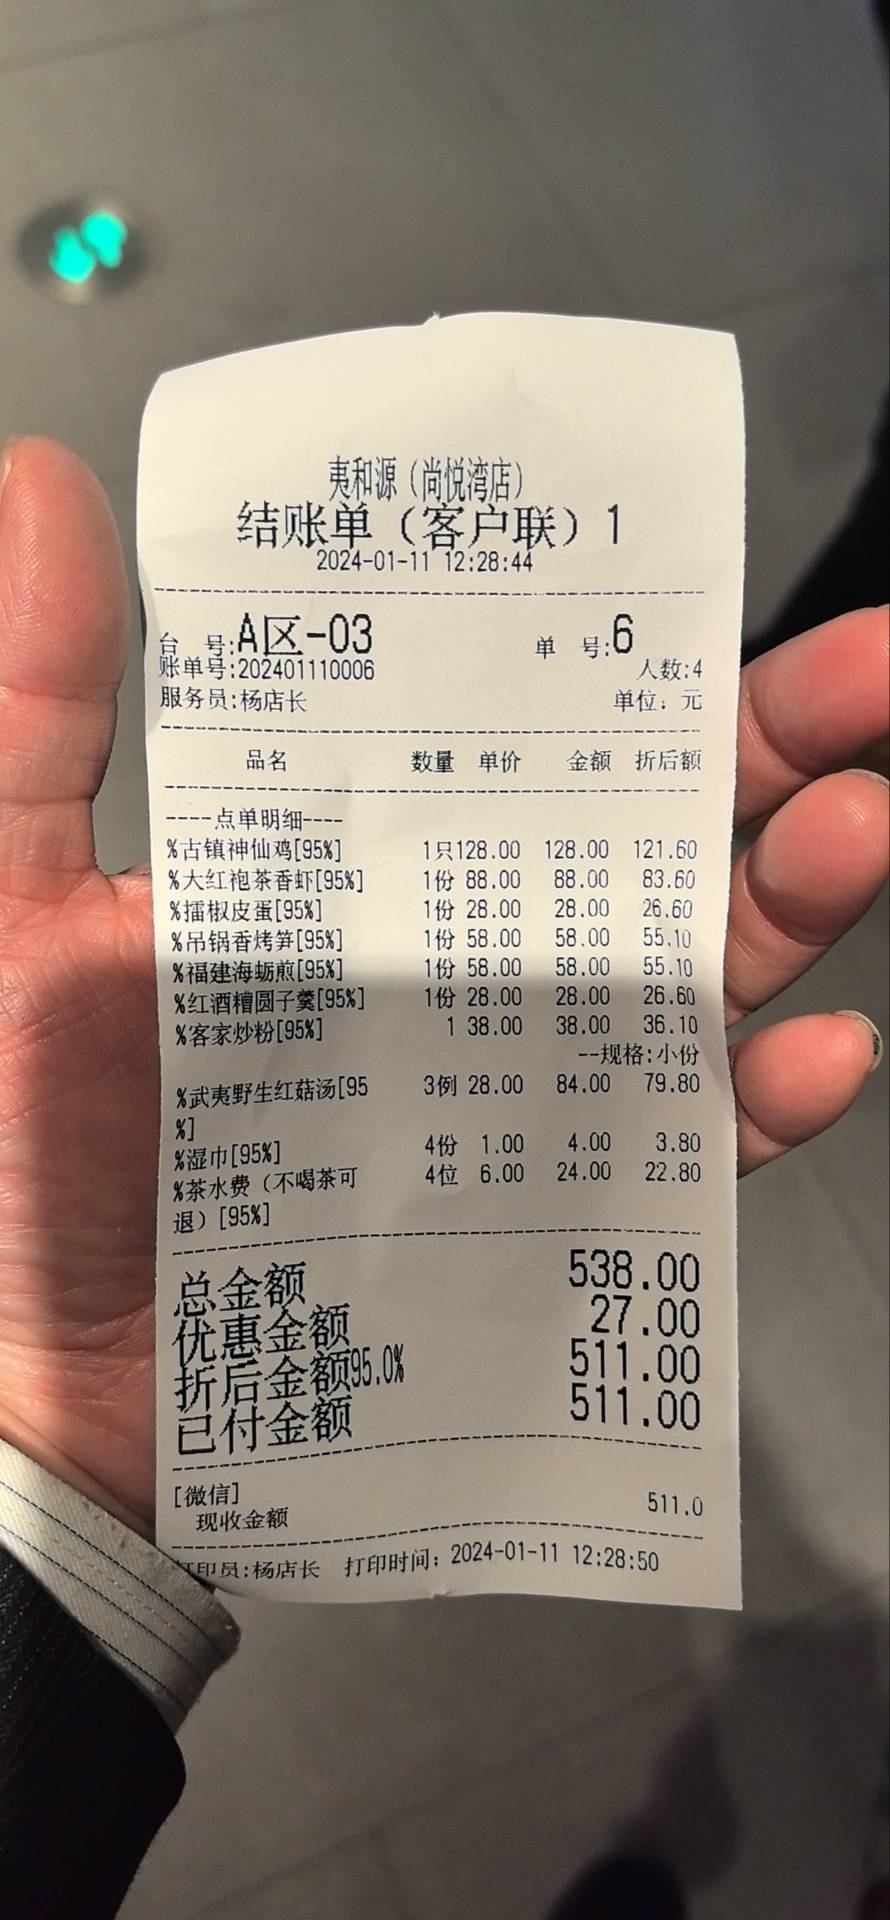 夷和源（尚悦湾店）
结账单（客户联）1
2024-01-11 12:28:44
台 号:A区-03 单 号:6
账单号:202401110006 人数:4
服务员:杨店长 单位：元
品名 数量 单价 金额 折后额
----点单明细----
%古镇神仙鸡[95%] 1只128.00 128.00 121.60
%大红袍茶香虾[95%] 1份 88.00 88.00 83.60
%擂椒皮蛋[95%] 1份 28.00 28.00 26.60
%吊锅香烤笋[95%] 1份 58.00 58.00 55.10
%福建海蛎煎[95%] 1份 58.00 58.00 55.10
%红酒糟圆子羹[95%] 1份 28.00 28.00 26.60
%客家炒粉[95%] 1 38.00 38.00 36.10
--规格:小份
%武夷野生红菇汤[95 3例 28.00 84.00 79.80
%]
%湿巾[95%] 4份 1.00 4.00 3.80
%茶水费（不喝茶可 4位 6.00 24.00 22.80
退）[95%]
总金额 538.00
优惠金额 27.00
折后金额95.0% 511.00
已付金额 511.00
[微信]
现收金额 511.0
打印员:杨店长 打印时间：2024-01-11 12:28:50